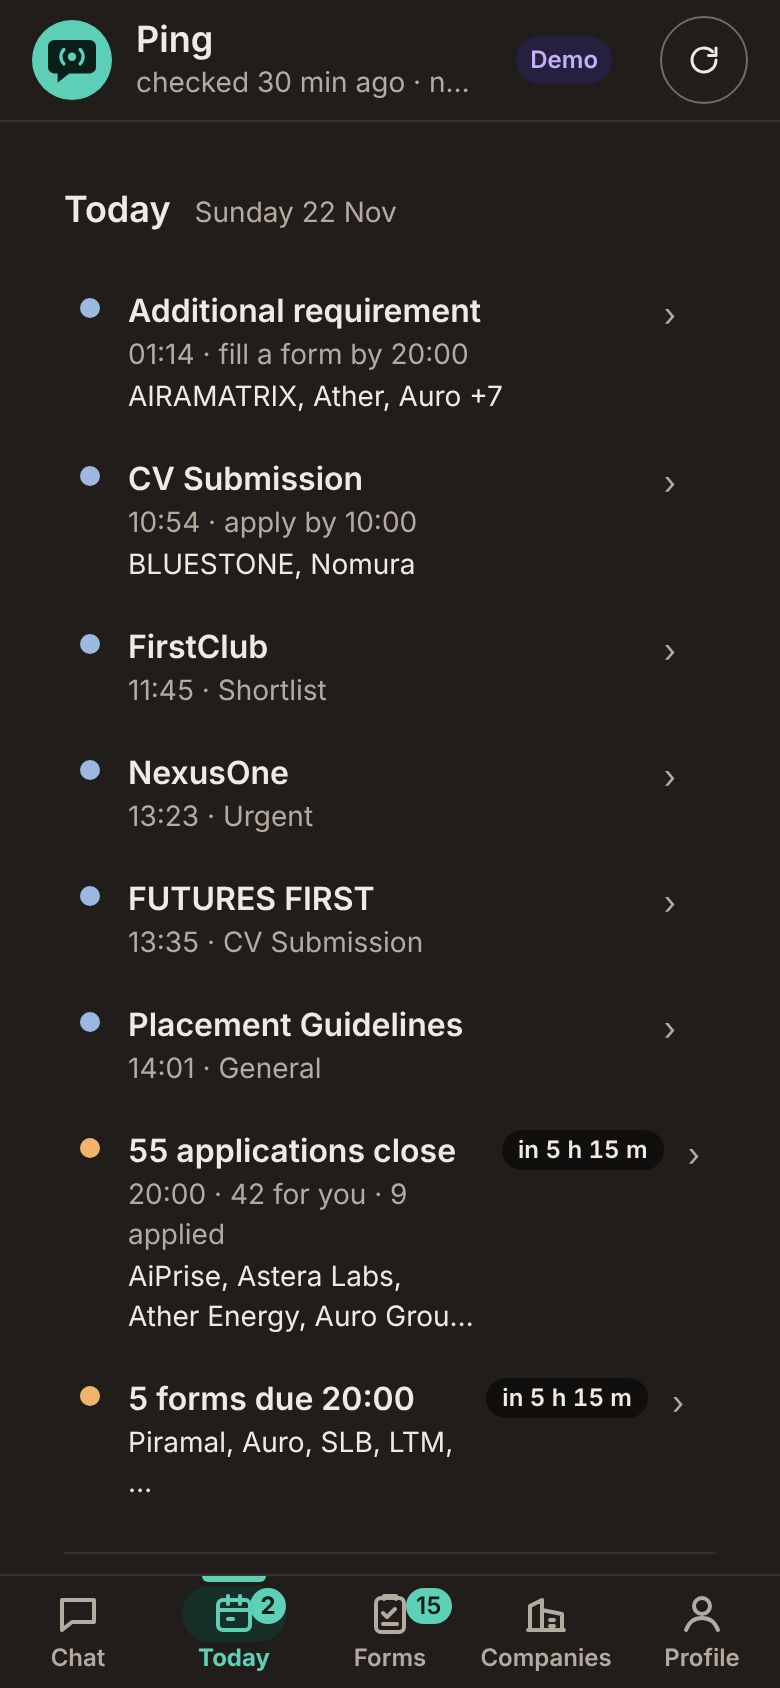 Ping
checked 30 min ago · n...
Demo
Today Sunday 22 Nov
Additional requirement
01:14 · fill a form by 20:00
AIRAMATRIX, Ather, Auro +7
CV Submission
10:54 · apply by 10:00
BLUESTONE, Nomura
FirstClub
11:45 · Shortlist
NexusOne
13:23 · Urgent
FUTURES FIRST
13:35 · CV Submission
Placement Guidelines
14:01 · General
55 applications close in 5 h 15 m
20:00 · 42 for you · 9
applied
AiPrise, Astera Labs,
Ather Energy, Auro Grou...
5 forms due 20:00 in 5 h 15 m
Piramal, Auro, SLB, LTM,
...
2 15
Chat Today Forms Companies Profile